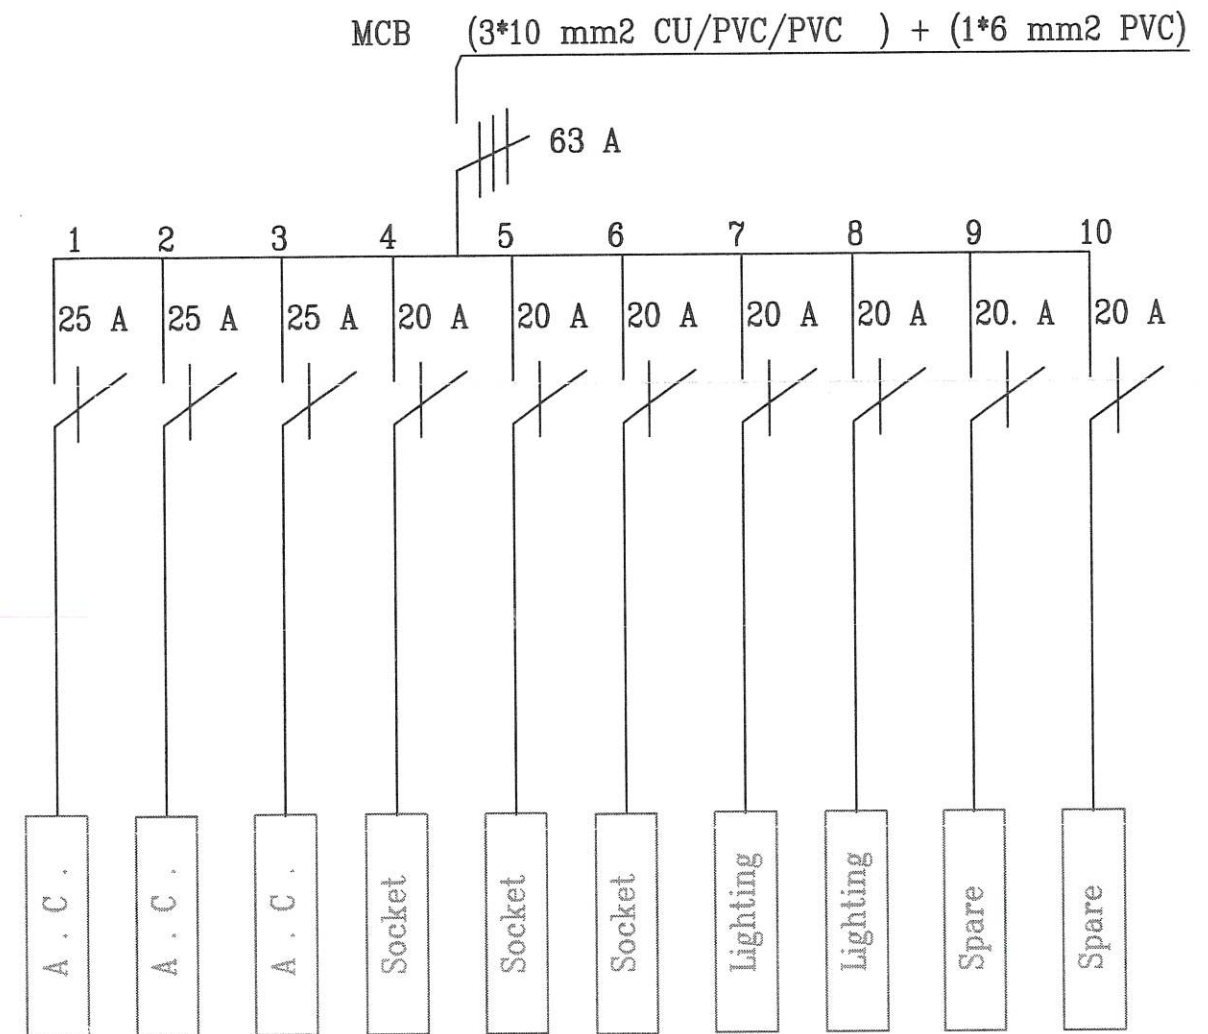 MCB (3*10 mm2 CU/PVC/PVC ) + (1*6 mm2 PVC)
63 A
1 2 3 4 5 6 7 8 9 10
25 A 25 A 25 A 20 A 20 A 20 A 20 A 20 A 20. A 20 A
A . C .
A . C .
A . C .
Socket
Socket
Socket
Lighting
Lighting
Spare
Spare